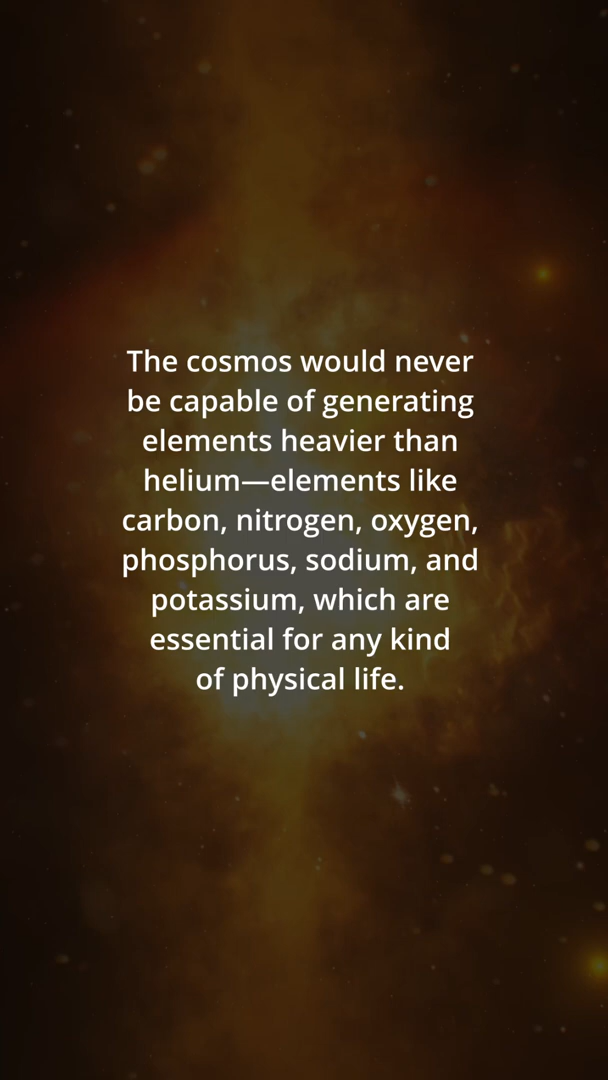 The cosmos would never
be capable of generating
elements heavier than
helium—elements like
carbon, nitrogen, oxygen,
phosphorus, sodium, and
potassium, which are
essential for any kind
of physical life.